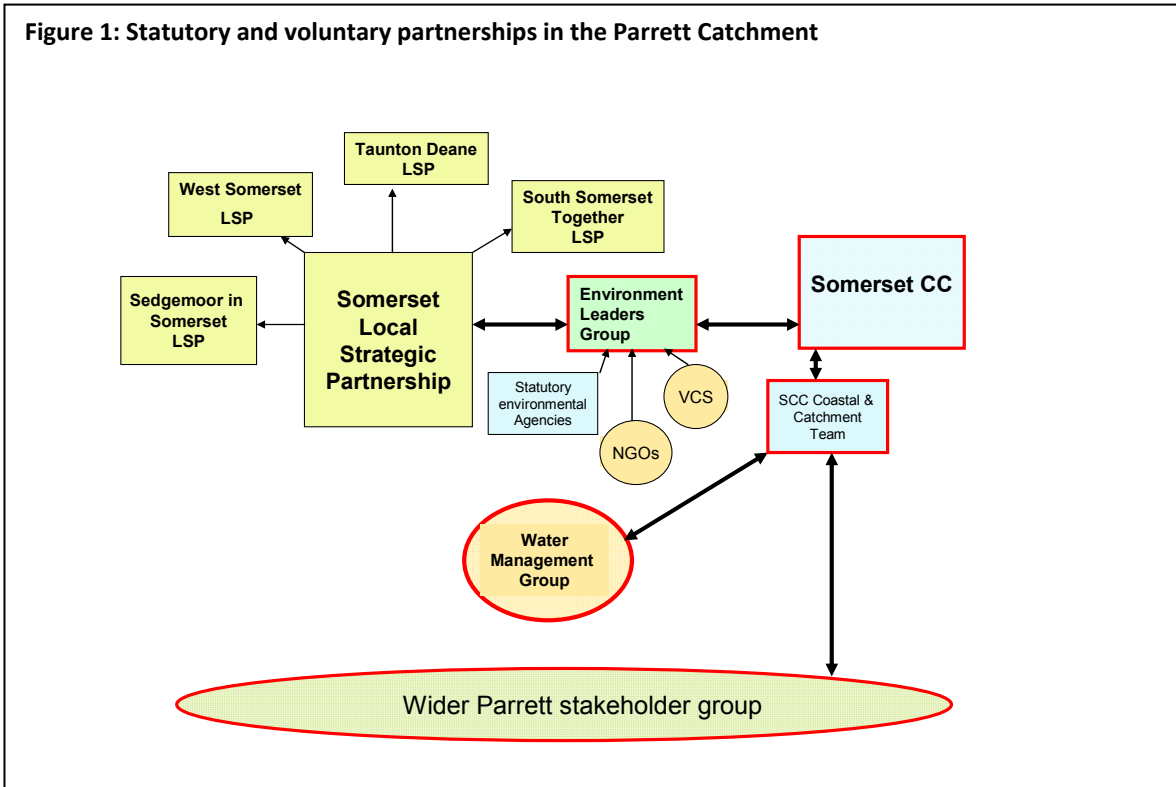 Figure 1: Statutory and voluntary partnerships in the Parrett Catchment
Taunton Deane
LSP
West Somerset
LSP
South Somerset
Together
LSP
Sedgemoor in
Somerset
LSP
Somerset
Local
Strategic
Partnership
Environment
Leaders
Group
Somerset CC
Statutory
environmental
Agencies
NGOs
VCS
SCC Coastal &
Catchment
Team
Water
Management
Group
Wider Parrett stakeholder group